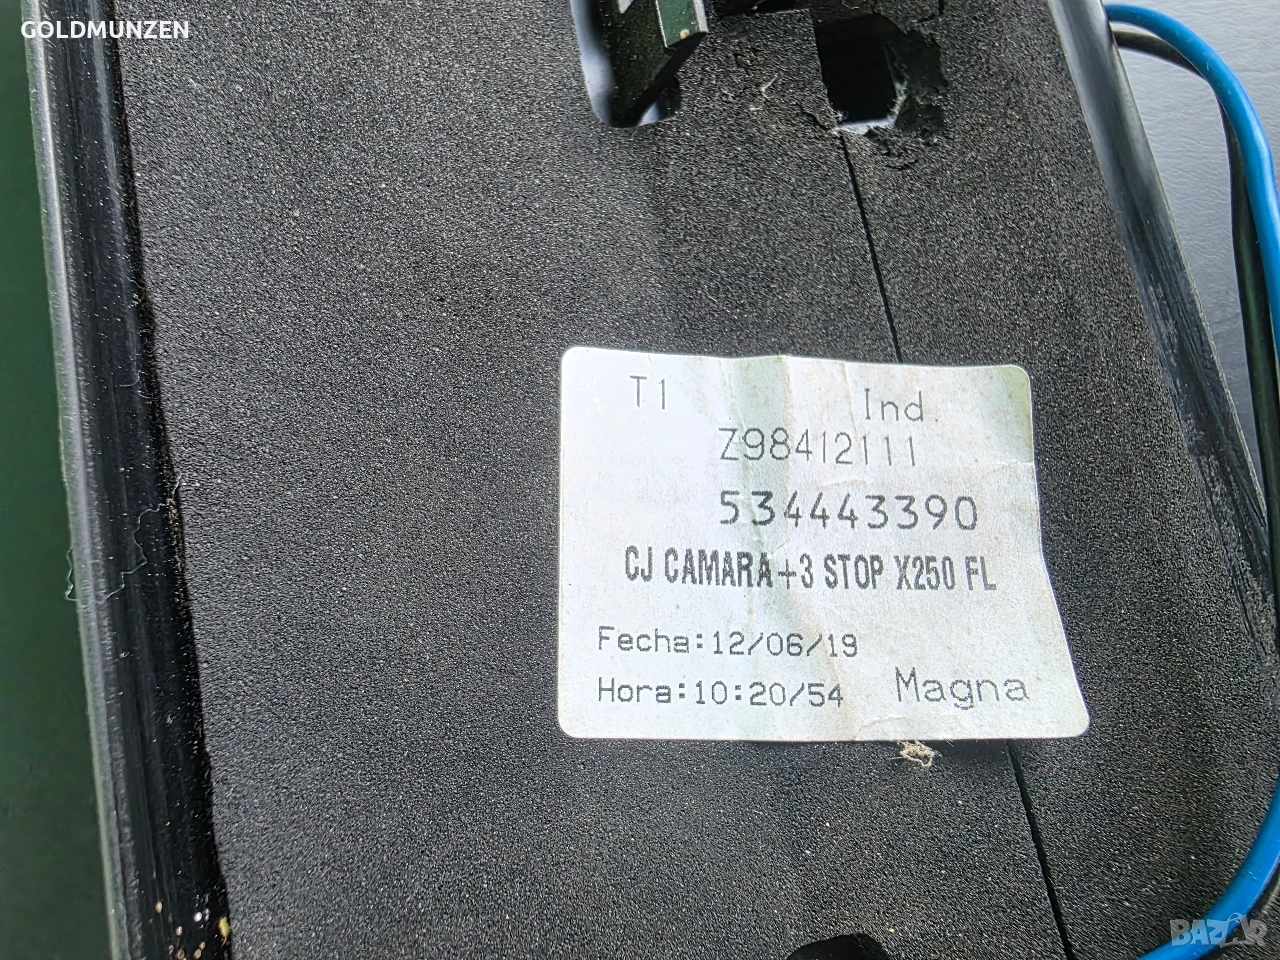 GOLDMUNZEN
T1 Ind.
Z98412111
534443390
CJ CAMARA+3 STOP X250 FL
Fecha:12/06/19
Hora:10:20/54 Magna
BAZAR